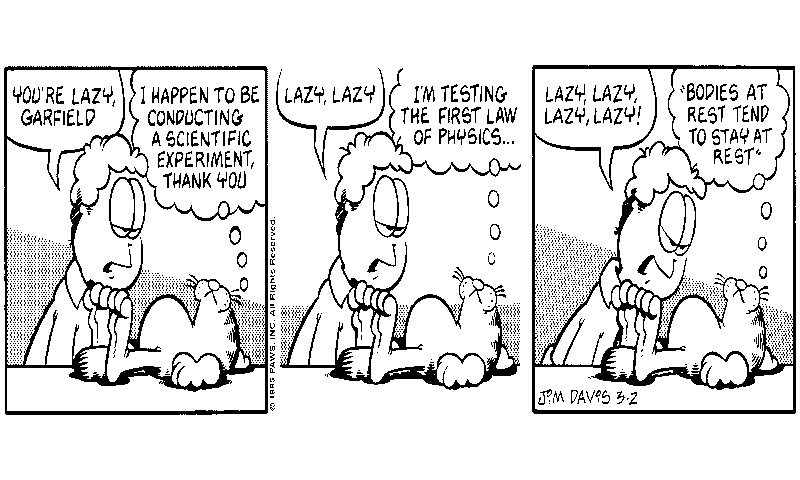 YOU'RE LAZY,
GARFIELD
I HAPPEN TO BE
CONDUCTING
A SCIENTIFIC
EXPERIMENT,
THANK YOU
© 1985 PAWS, INC. All Rights Reserved.
LAZY, LAZY
I'M TESTING
THE FIRST LAW
OF PHYSICS...
LAZY, LAZY,
LAZY, LAZY!
"BODIES AT
REST TEND
TO STAY AT
REST"
JIM DAVIS 3-2